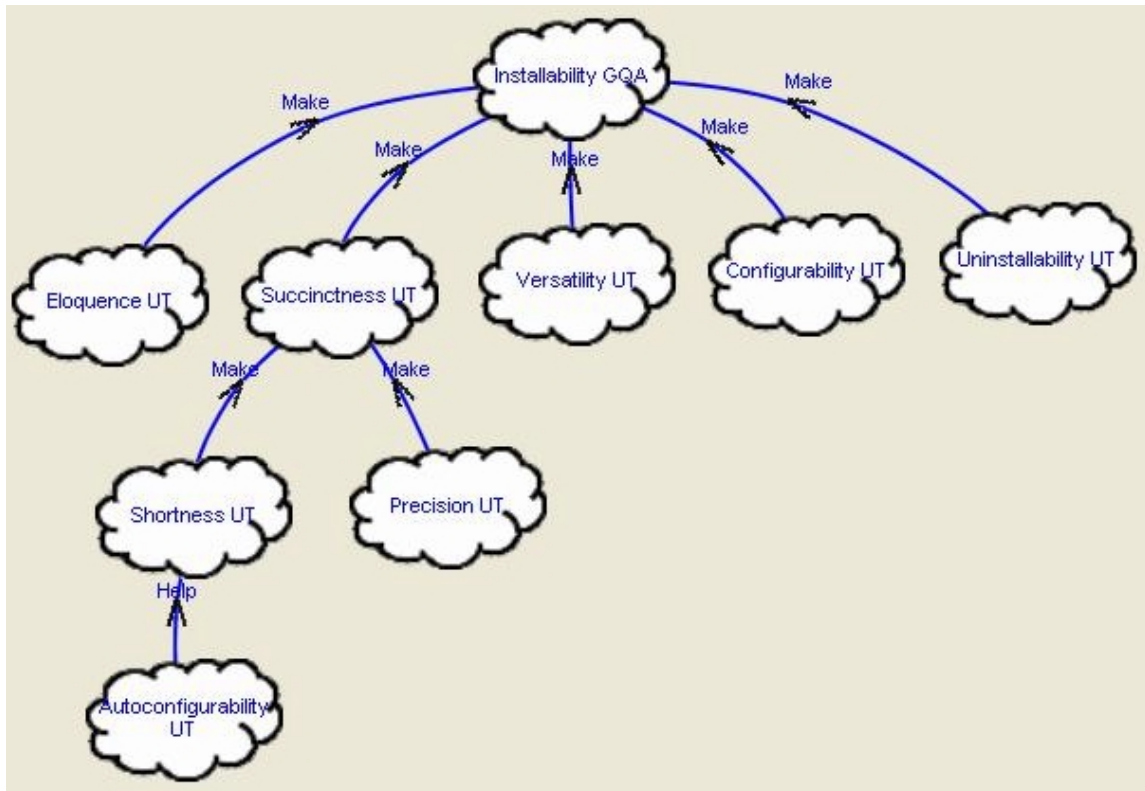 Installability GQA
Make
Make
Make
Make
Make
Eloquence UT
Succinctness UT
Versatility UT
Configurability UT
Uninstallability UT
Make
Make
Shortness UT
Precision UT
Help
Autoconfigurability
UT